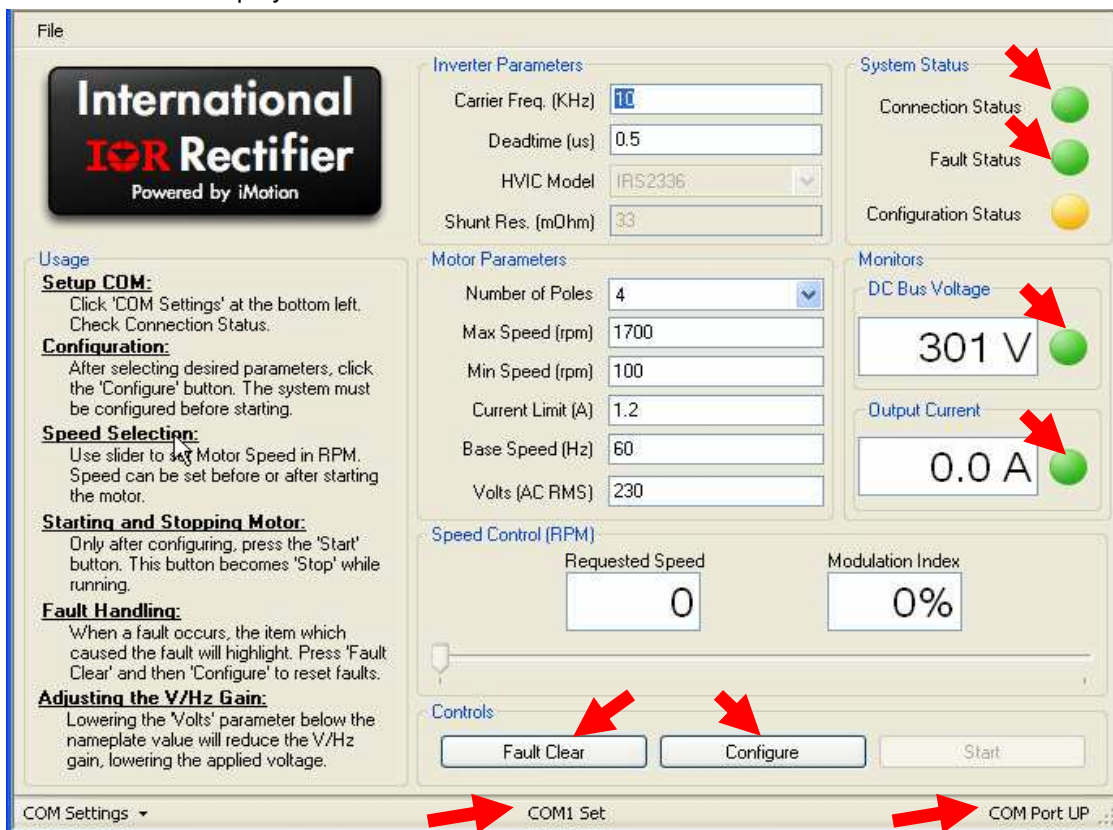 File
International
IOR Rectifier
Powered by iMotion
Usage
Setup COM:
Click 'COM Settings' at the bottom left.
Check Connection Status.
Configuration:
After selecting desired parameters, click
the 'Configure' button. The system must
be configured before starting.
Speed Selection:
Use slider to set Motor Speed in RPM.
Speed can be set before or after starting
the motor.
Starting and Stopping Motor:
Only after configuring, press the 'Start'
button. This button becomes 'Stop' while
running.
Fault Handling:
When a fault occurs, the item which
caused the fault will highlight. Press 'Fault
Clear' and then 'Configure' to reset faults.
Adjusting the V/Hz Gain:
Lowering the 'Volts' parameter below the
nameplate value will reduce the V/Hz
gain, lowering the applied voltage.
Inverter Parameters
Carrier Freq. (KHz) 10
Deadtime (us) 0.5
HVIC Model IRS2336
Shunt Res. (mOhm) 33
Motor Parameters
Number of Poles 4
Max Speed (rpm) 1700
Min Speed (rpm) 100
Current Limit (A) 1.2
Base Speed (Hz) 60
Volts (AC RMS) 230
System Status
Connection Status
Fault Status
Configuration Status
Monitors
DC Bus Voltage
301 V
Output Current
0.0 A
Speed Control (RPM)
Requested Speed Modulation Index
0 0%
Controls
Fault Clear Configure Start
COM Settings COM1 Set COM Port UP